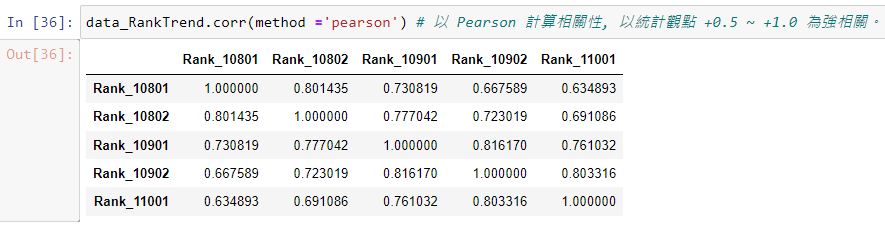 In [36]: data_RankTrend.corr(method ='pearson') # 以 Pearson 計算相關性, 以統計觀點 +0.5 ~ +1.0 為強相關。
Out[36]:
Rank_10801 Rank_10802 Rank_10901 Rank_10902 Rank_11001
Rank_10801 1.000000 0.801435 0.730819 0.667589 0.634893
Rank_10802 0.801435 1.000000 0.777042 0.723019 0.691086
Rank_10901 0.730819 0.777042 1.000000 0.816170 0.761032
Rank_10902 0.667589 0.723019 0.816170 1.000000 0.803316
Rank_11001 0.634893 0.691086 0.761032 0.803316 1.000000